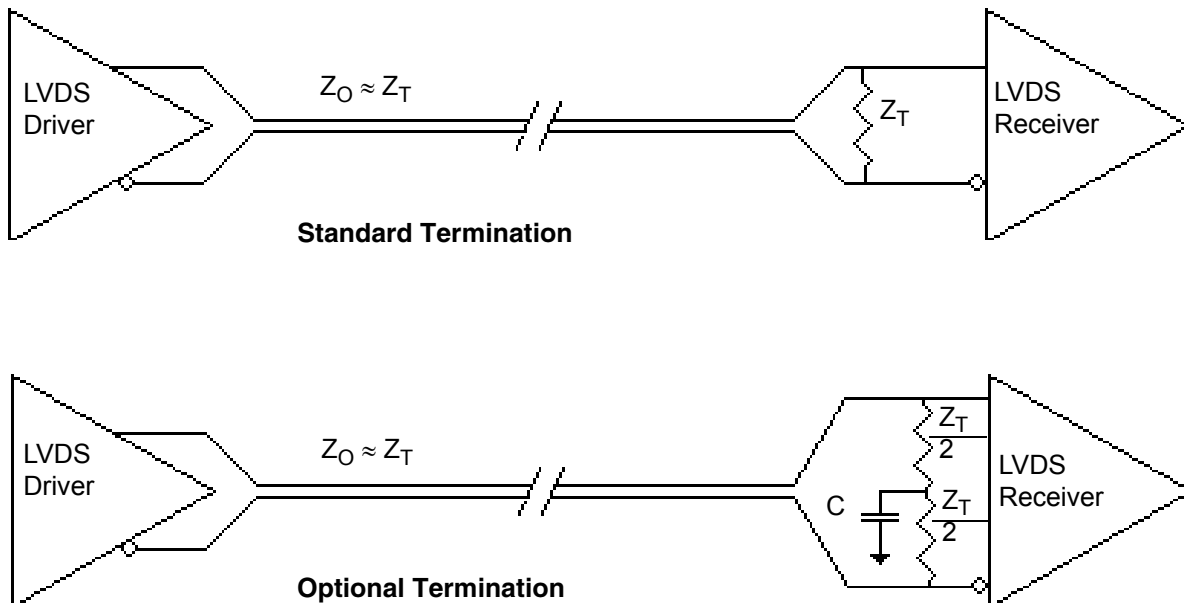 LVDS
Driver
Z_O ≈ Z_T
Z_T
LVDS
Receiver
Standard Termination
LVDS
Driver
Z_O ≈ Z_T
C
Z_T
2
Z_T
2
LVDS
Receiver
Optional Termination